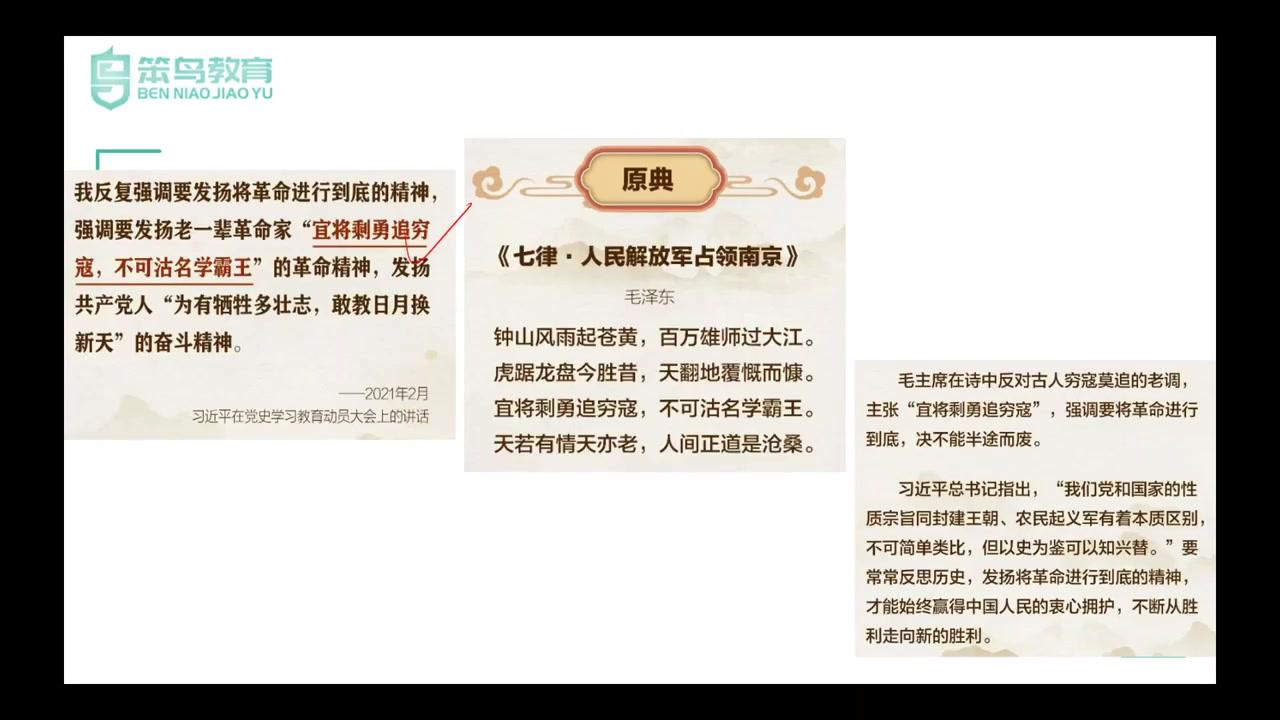 笨鸟教育
BEN NIAO JIAO YU
我反复强调要发扬将革命进行到底的精神，
强调要发扬老一辈革命家“宜将剩勇追穷
寇，不可沽名学霸王”的革命精神，发扬
共产党人“为有牺牲多壮志，敢教日月换
新天”的奋斗精神。
——2021年2月
习近平在党史学习教育动员大会上的讲话
原典
《七律·人民解放军占领南京》
毛泽东
钟山风雨起苍黄，百万雄师过大江。
虎踞龙盘今胜昔，天翻地覆慨而慷。
宜将剩勇追穷寇，不可沽名学霸王。
天若有情天亦老，人间正道是沧桑。
毛主席在诗中反对古人穷寇莫追的老调，
主张“宜将剩勇追穷寇”，强调要将革命进行
到底，决不能半途而废。
习近平总书记指出，“我们党和国家的性
质宗旨同封建王朝、农民起义军有着本质区别，
不可简单类比，但以史为鉴可以知兴替。”要
常常反思历史，发扬将革命进行到底的精神，
才能始终赢得中国人民的衷心拥护，不断从胜
利走向新的胜利。